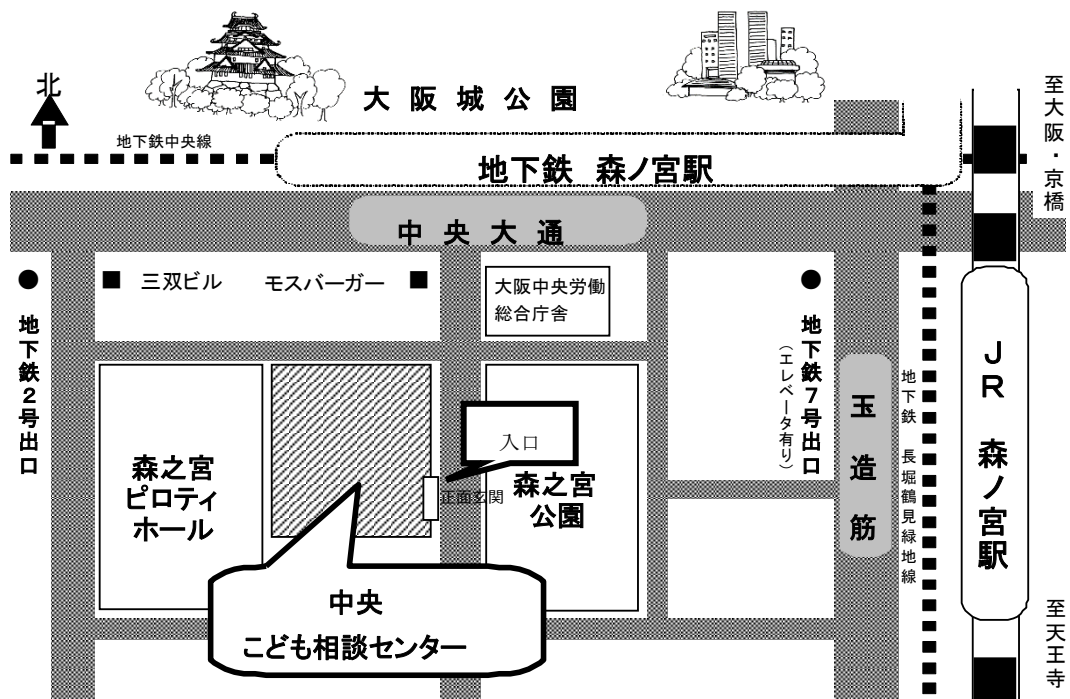 北
大阪城公園
至大阪・京橋
地下鉄中央線
地下鉄 森ノ宮駅
中央大通
● ■ 三双ビル モスバーガー ■
大阪中央労働
総合庁舎
●
地下鉄2号出口
地下鉄7号出口
(エレベータ有り)
玉造筋
地下鉄 長堀鶴見緑地線
JR 森ノ宮駅
森之宮
ピロティ
ホール
入口
正面玄関
森之宮
公園
中央
こども相談センター
至天王寺